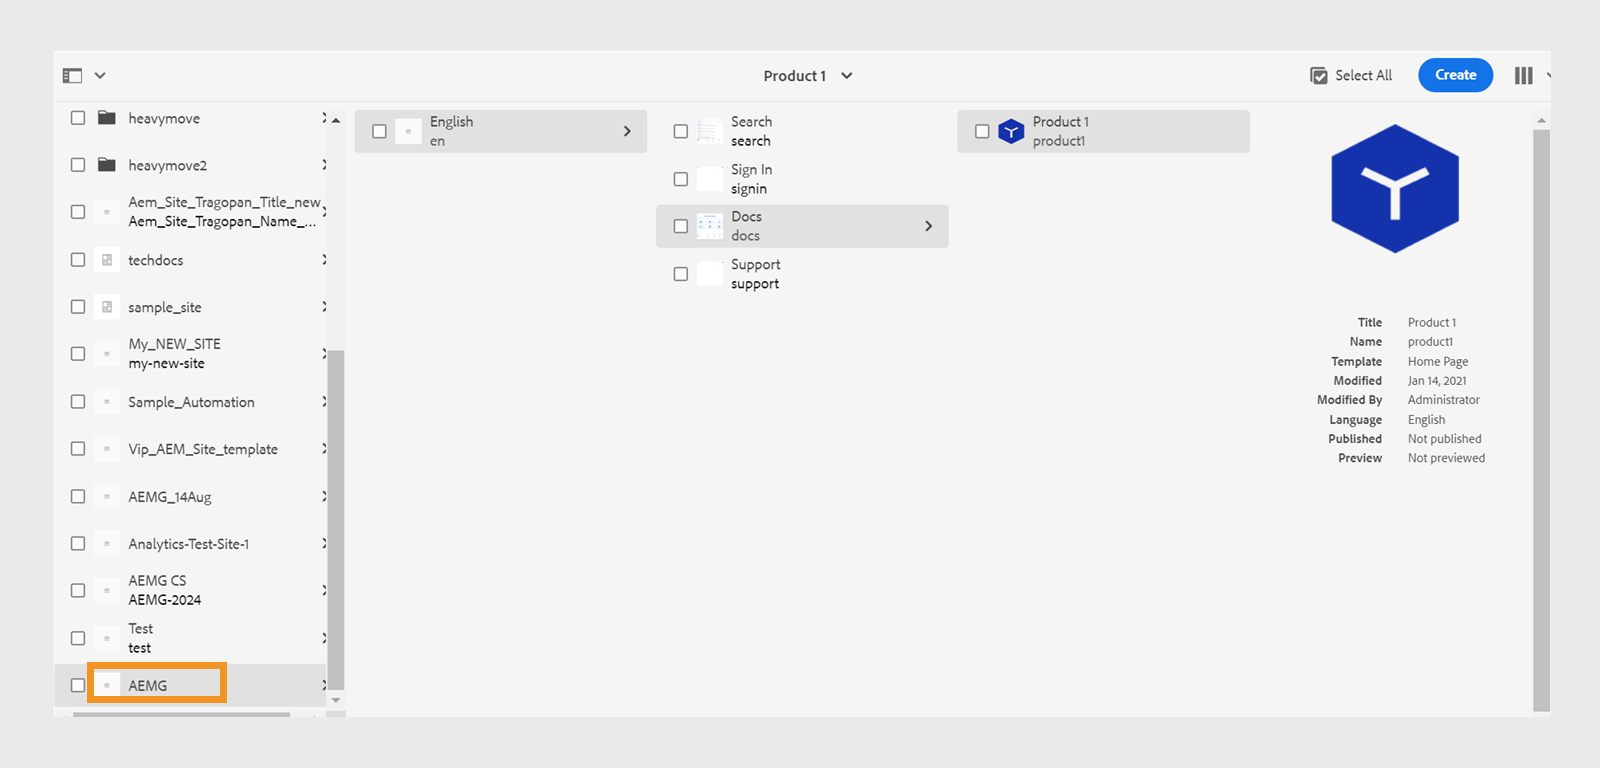 Product 1
Select All
Create
heavymove
heavymove2
Aem_Site_Tragopan_Title_new
Aem_Site_Tragopan_Name_...
techdocs
sample_site
My_NEW_SITE
my-new-site
Sample_Automation
Vip_AEM_Site_template
AEMG_14Aug
Analytics-Test-Site-1
AEMG CS
AEMG-2024
Test
test
AEMG
English
en
Search
search
Sign In
signin
Docs
docs
Support
support
Product 1
product1
Title Product 1
Name product1
Template Home Page
Modified Jan 14, 2021
Modified By Administrator
Language English
Published Not published
Preview Not previewed